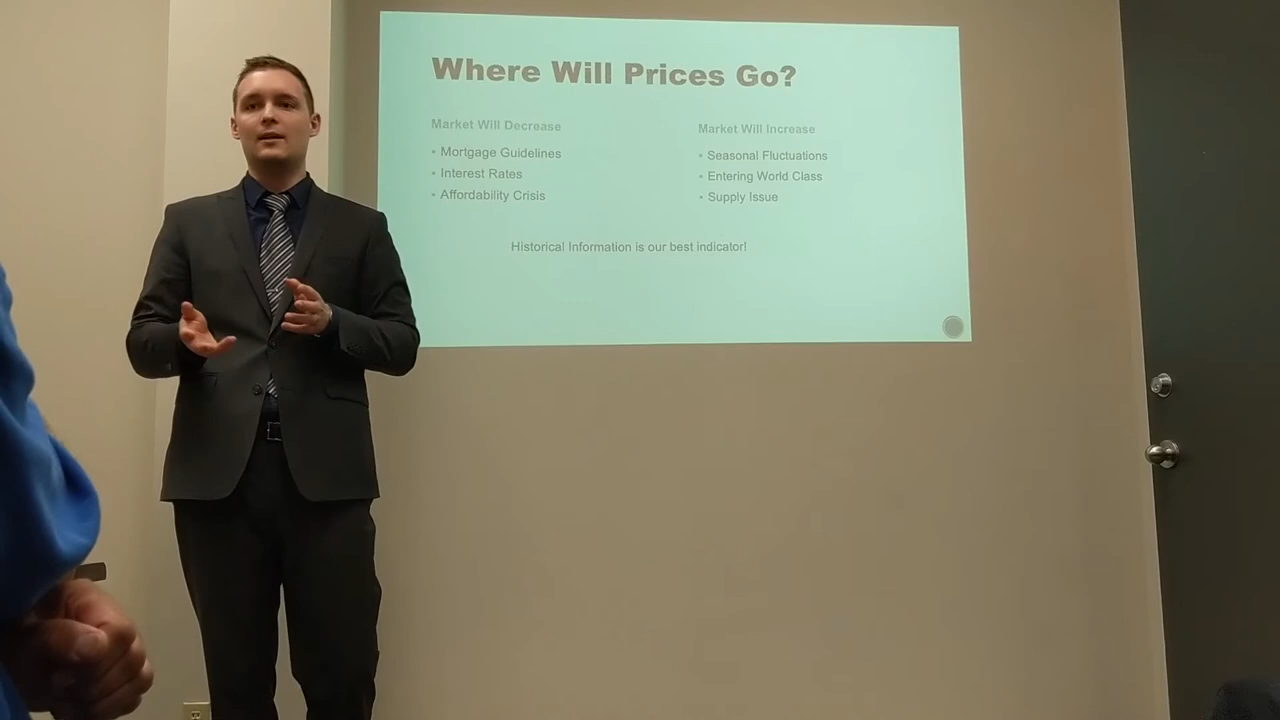 Where Will Prices Go?
Market Will Decrease
• Mortgage Guidelines
• Interest Rates
• Affordability Crisis
Market Will Increase
• Seasonal Fluctuations
• Entering World Class
• Supply Issue
Historical Information is our best indicator!